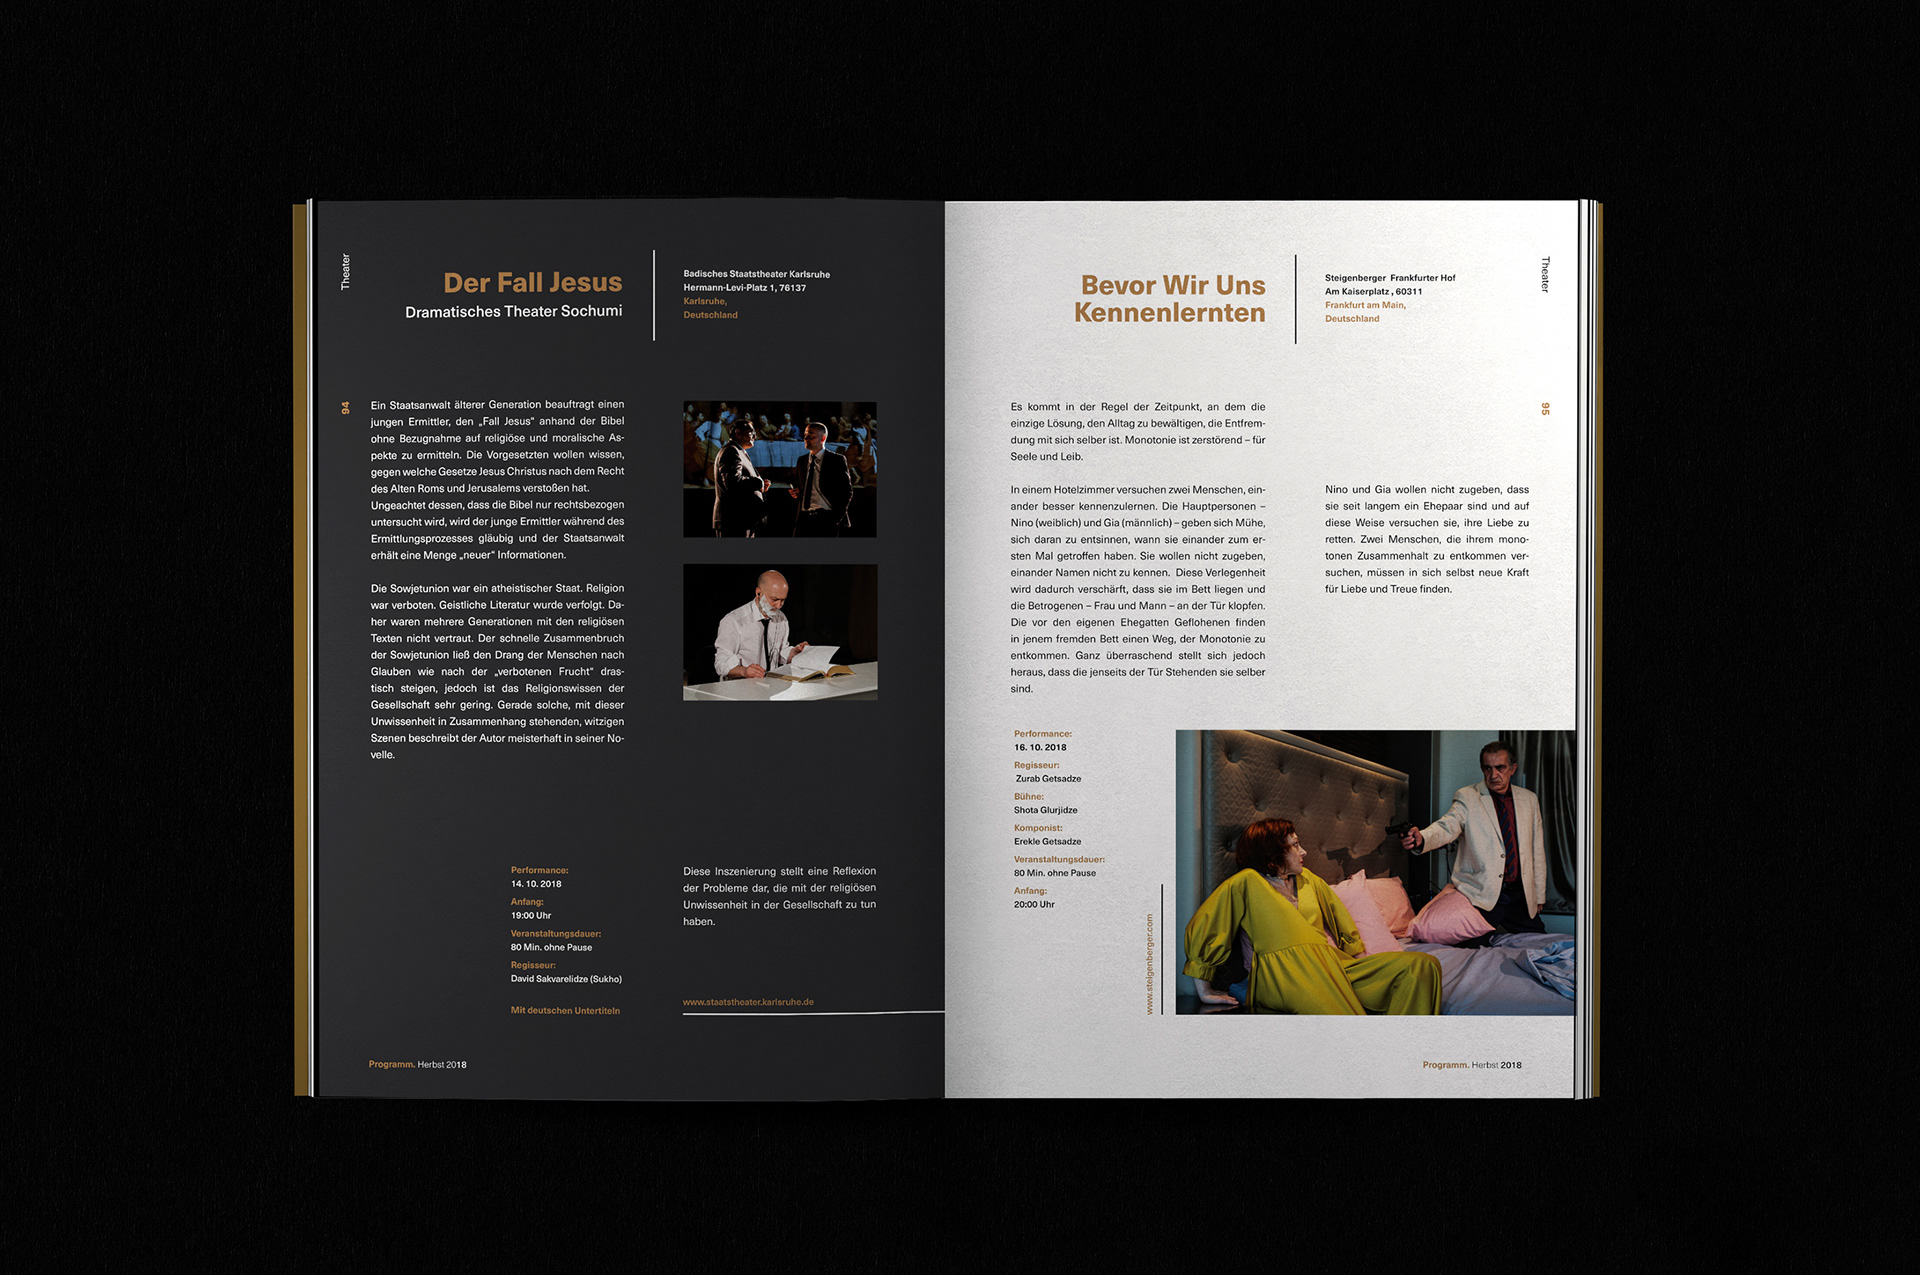 Theater
Der Fall Jesus
Dramatisches Theater Sochumi
Badisches Staatstheater Karlsruhe
Hermann-Levi-Platz 1, 76137
Karlsruhe,
Deutschland
94
Ein Staatsanwalt älterer Generation beauftragt einen
jungen Ermittler, den „Fall Jesus“ anhand der Bibel
ohne Bezugnahme auf religiöse und moralische As-
pekte zu ermitteln. Die Vorgesetzten wollen wissen,
gegen welche Gesetze Jesus Christus nach dem Recht
des Alten Roms und Jerusalems verstoßen hat.
Ungeachtet dessen, dass die Bibel nur rechtsbezogen
untersucht wird, wird der junge Ermittler während des
Ermittlungsprozesses gläubig und der Staatsanwalt
erhält eine Menge „neuer“ Informationen.
Die Sowjetunion war ein atheistischer Staat. Religion
war verboten. Geistliche Literatur wurde verfolgt. Da-
her waren mehrere Generationen mit den religiösen
Texten nicht vertraut. Der schnelle Zusammenbruch
der Sowjetunion ließ den Drang der Menschen nach
Glauben wie nach der „verbotenen Frucht“ dras-
tisch steigen, jedoch ist das Religionswissen der
Gesellschaft sehr gering. Gerade solche, mit dieser
Unwissenheit in Zusammenhang stehenden, witzigen
Szenen beschreibt der Autor meisterhaft in seiner No-
velle.
Performance:
14. 10. 2018
Anfang:
19:00 Uhr
Veranstaltungsdauer:
80 Min. ohne Pause
Regisseur:
David Sakvarelidze (Sukho)
Mit deutschen Untertiteln
Diese Inszenierung stellt eine Reflexion
der Probleme dar, die mit der religiösen
Unwissenheit in der Gesellschaft zu tun
haben.
www.staatstheater.karlsruhe.de
Programm. Herbst 2018
Bevor Wir Uns
Kennenlernten
Steigenberger Frankfurter Hof
Am Kaiserplatz , 60311
Frankfurt am Main,
Deutschland
Theater
95
Es kommt in der Regel der Zeitpunkt, an dem die
einzige Lösung, den Alltag zu bewältigen, die Entfrem-
dung mit sich selber ist. Monotonie ist zerstörend – für
Seele und Leib.
In einem Hotelzimmer versuchen zwei Menschen, ein-
ander besser kennenzulernen. Die Hauptpersonen –
Nino (weiblich) und Gia (männlich) – geben sich Mühe,
sich daran zu entsinnen, wann sie einander zum er-
sten Mal getroffen haben. Sie wollen nicht zugeben,
einander Namen nicht zu kennen. Diese Verlegenheit
wird dadurch verschärft, dass sie im Bett liegen und
die Betrogenen – Frau und Mann – an der Tür klopfen.
Die vor den eigenen Ehegatten Geflohenen finden
in jenem fremden Bett einen Weg, der Monotonie zu
entkommen. Ganz überraschend stellt sich jedoch
heraus, dass die jenseits der Tür Stehenden sie selber
sind.
Nino und Gia wollen nicht zugeben, dass
sie seit langem ein Ehepaar sind und auf
diese Weise versuchen sie, ihre Liebe zu
retten. Zwei Menschen, die ihrem mono-
tonen Zusammenhalt zu entkommen ver-
suchen, müssen in sich selbst neue Kraft
für Liebe und Treue finden.
Performance:
16. 10. 2018
Regisseur:
Zurab Getsadze
Bühne:
Shota Glurjidze
Komponist:
Erekle Getsadze
Veranstaltungsdauer:
80 Min. ohne Pause
Anfang:
20:00 Uhr
www.steigenberger.com
Programm. Herbst 2018